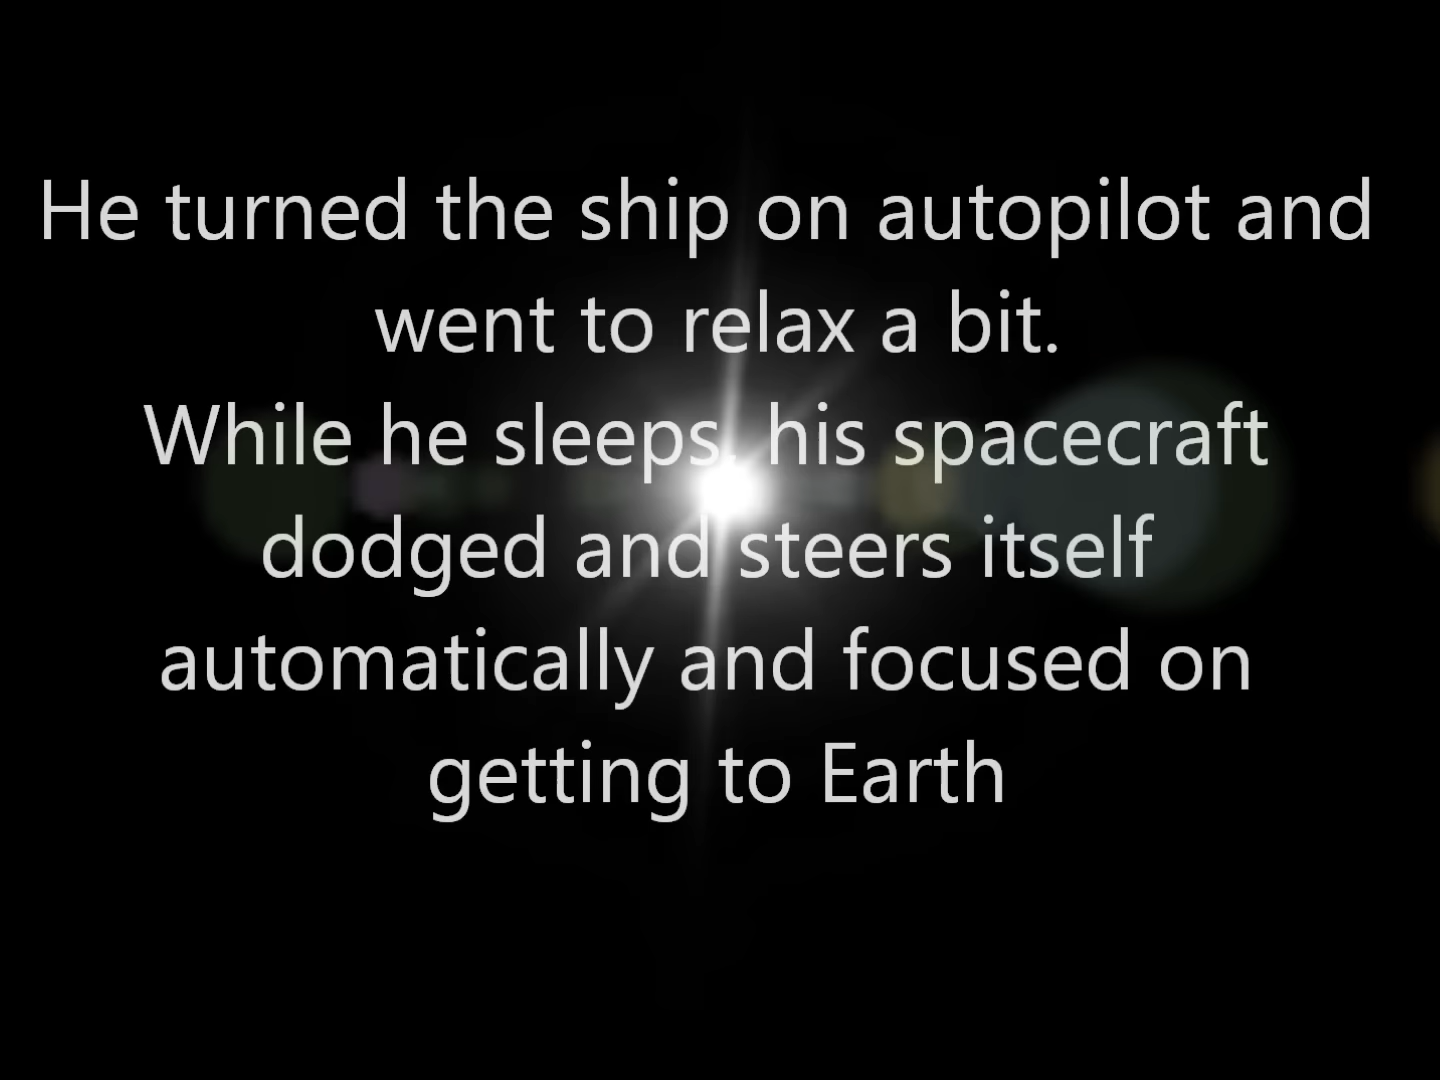 He turned the ship on autopilot and
went to relax a bit.
While he sleeps, his spacecraft
dodged and steers itself
automatically and focused on
getting to Earth